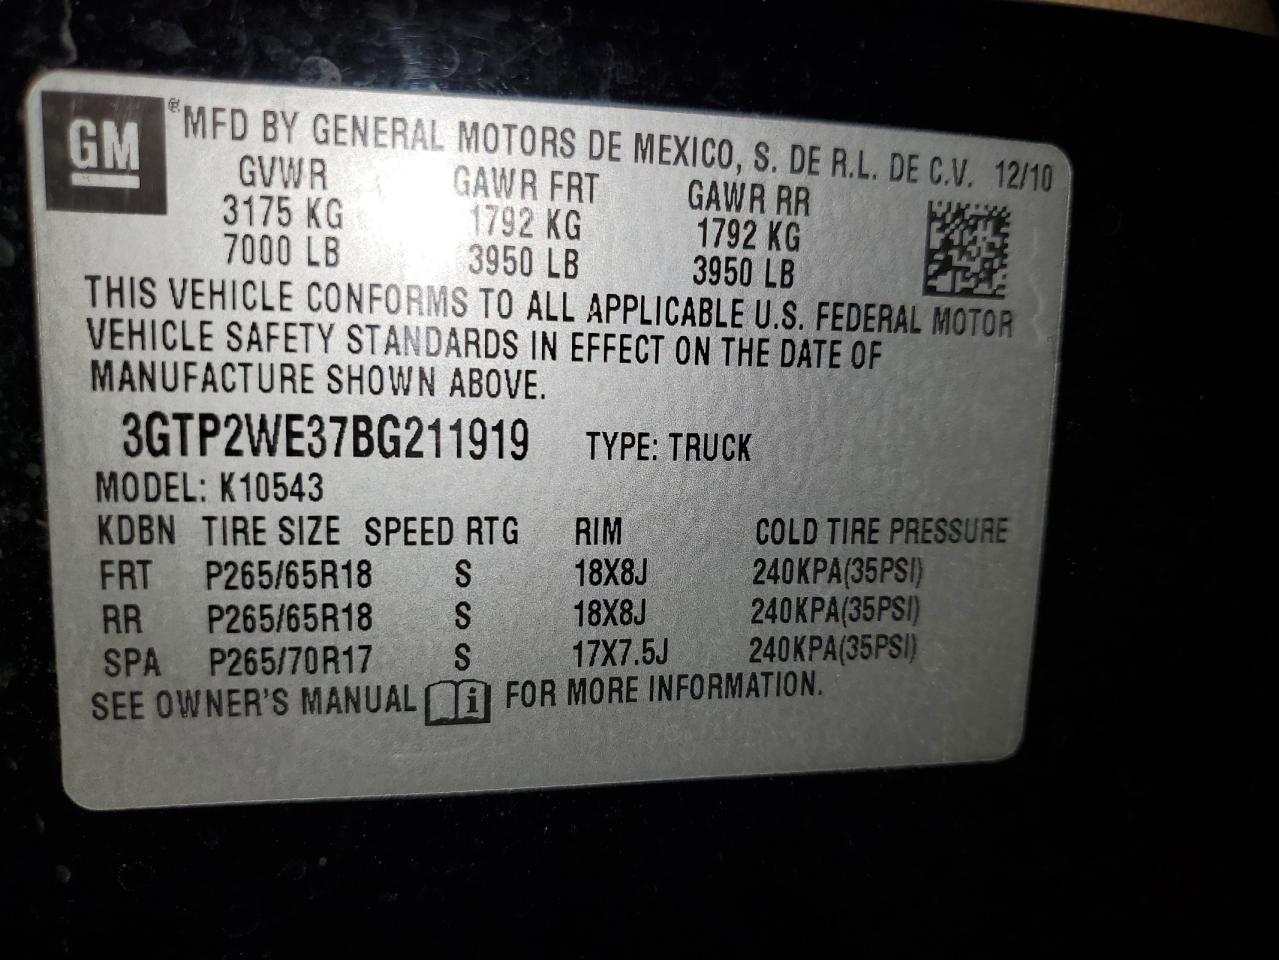 GM ® MFD BY GENERAL MOTORS DE MEXICO, S. DE R.L. DE C.V. 12/10
GVWR GAWR FRT GAWR RR
3175 KG 1792 KG 1792 KG
7000 LB 3950 LB 3950 LB
THIS VEHICLE CONFORMS TO ALL APPLICABLE U.S. FEDERAL MOTOR
VEHICLE SAFETY STANDARDS IN EFFECT ON THE DATE OF
MANUFACTURE SHOWN ABOVE.
3GTP2WE37BG211919 TYPE: TRUCK
MODEL: K10543
KDBN TIRE SIZE SPEED RTG RIM COLD TIRE PRESSURE
FRT P265/65R18 S 18X8J 240KPA(35PSI)
RR P265/65R18 S 18X8J 240KPA(35PSI)
SPA P265/70R17 S 17X7.5J 240KPA(35PSI)
SEE OWNER'S MANUAL i FOR MORE INFORMATION.